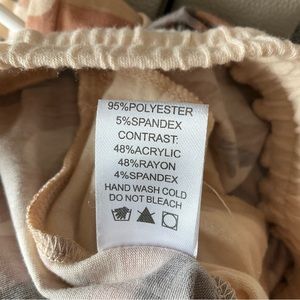 95%POLYESTER
5%SPANDEX
CONTRAST:
48%ACRYLIC
48%RAYON
4%SPANDEX
HAND WASH COLD
DO NOT BLEACH